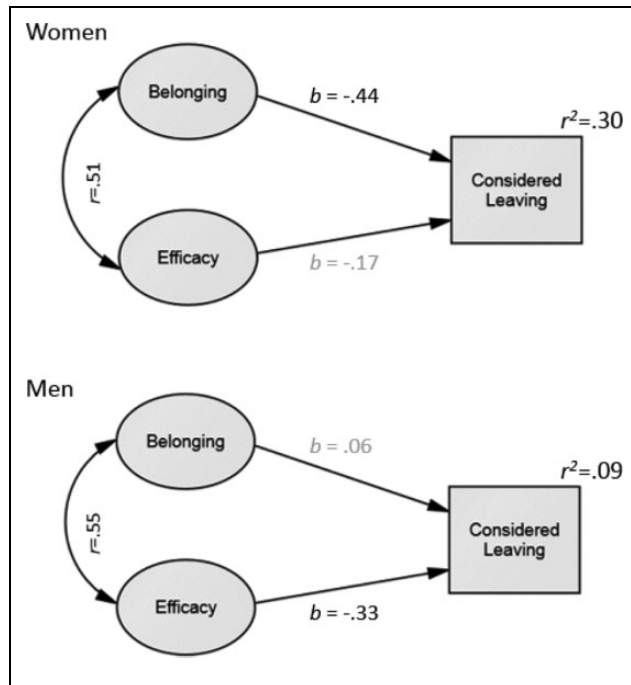 Women
Belonging
b = -.44
r²=.30
r=.51
Considered
Leaving
Efficacy
b = -.17
Men
Belonging
b = .06
r²=.09
r=.55
Considered
Leaving
Efficacy
b = -.33